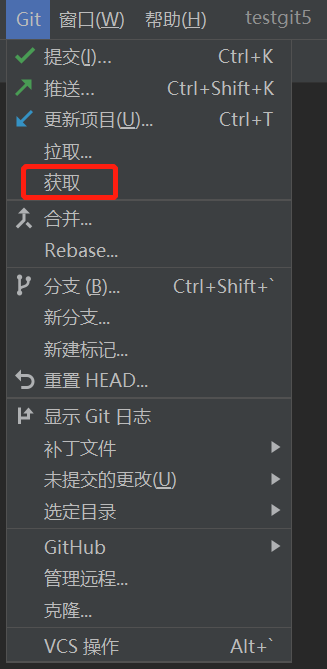 Git 窗口(W) 帮助(H) testgit5
提交(I)... Ctrl+K
推送... Ctrl+Shift+K
更新项目(U)... Ctrl+T
拉取...
获取
合并...
Rebase...
分支 (B)... Ctrl+Shift+`
新分支...
新建标记...
重置 HEAD...
显示 Git 日志
补丁文件
未提交的更改(U)
选定目录
GitHub
管理远程...
克隆...
VCS 操作 Alt+`